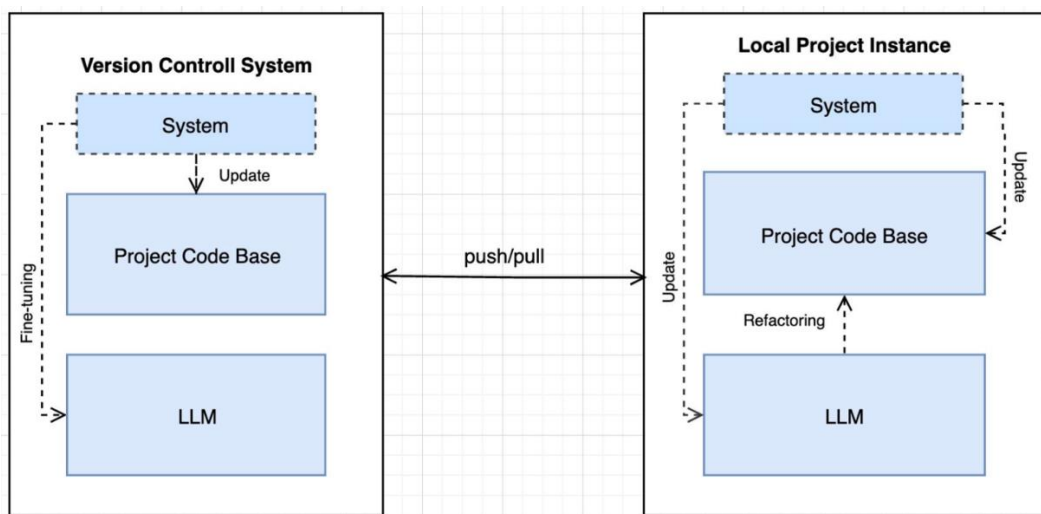 Version Controll System
System
Update
Project Code Base
Fine-tuning
LLM
push/pull
Local Project Instance
System
Update
Project Code Base
Update
Refactoring
LLM